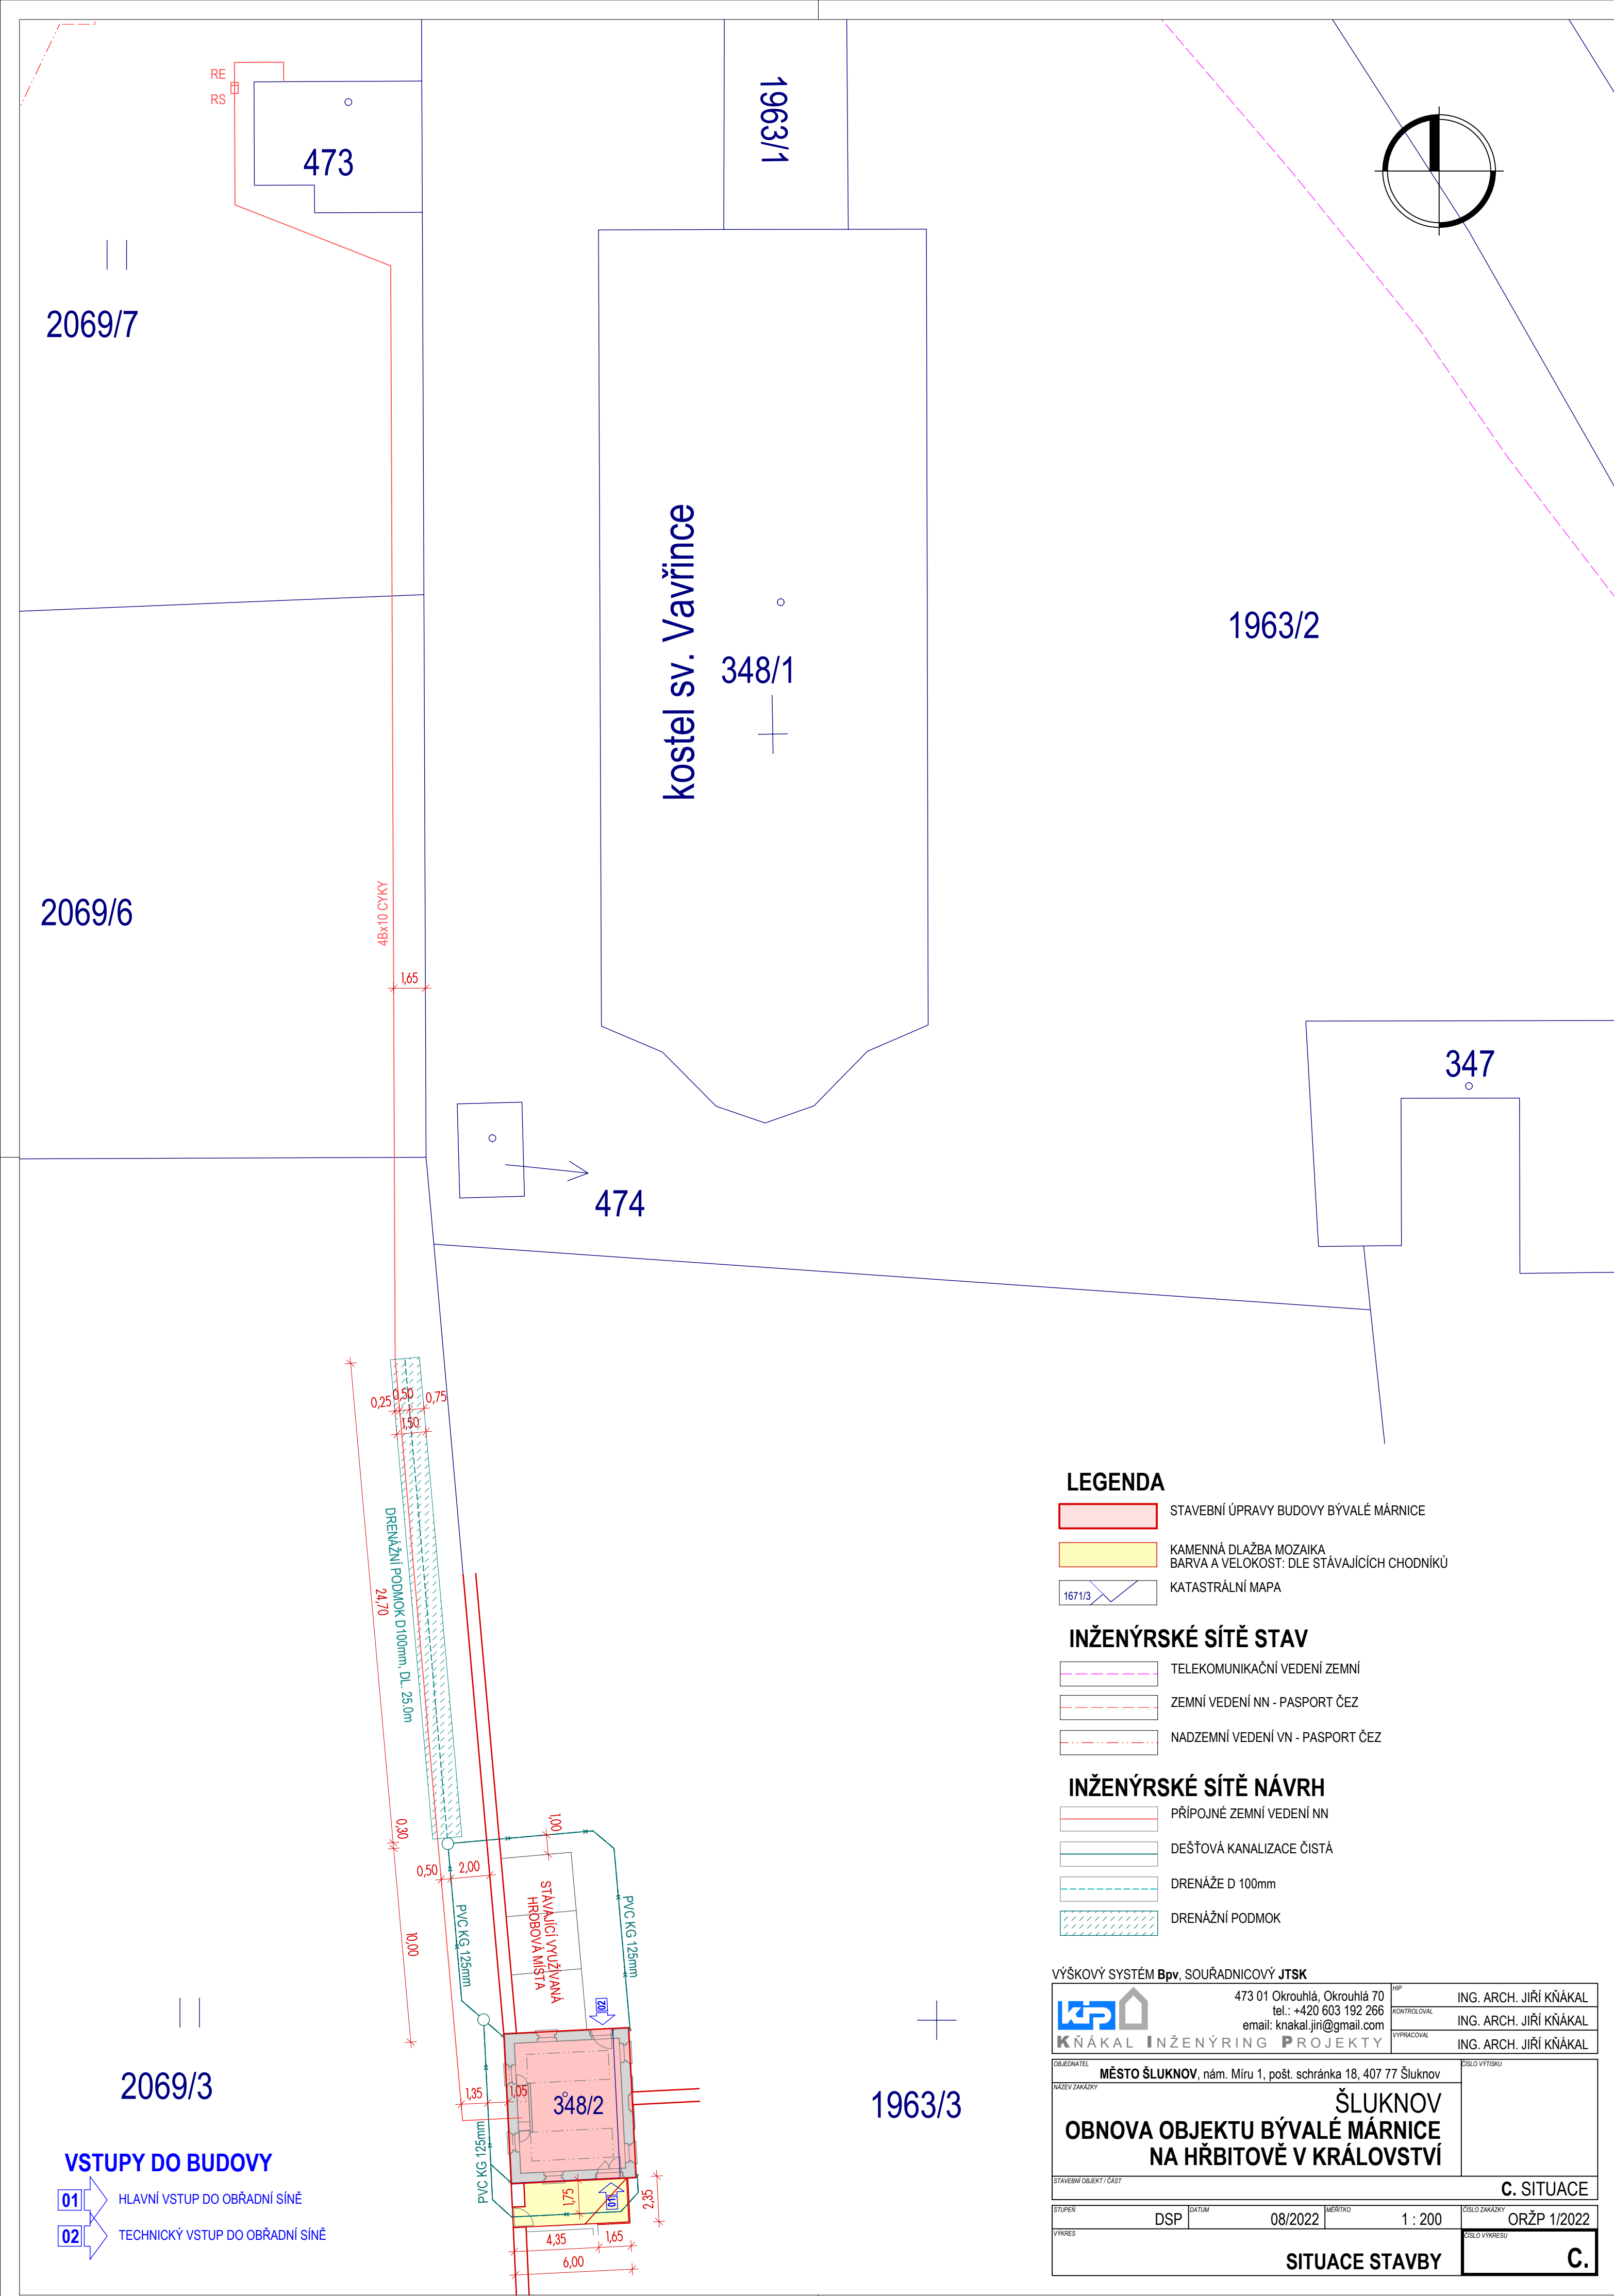 RE
RS
473
1963/1
2069/7
kostel sv. Vavřince
348/1
1963/2
2069/6
4Bx10 CYKY
1,65
347
474
0,25
0,50
0,75
1,50
DRENÁŽNÍ PODMOK D100mm, DL. 25.0m
24,70
0,30
1,00
0,50
2,00
10,00
PVC KG 125mm
STÁVAJÍCÍ VYUŽÍVANÁ
HROBOVÁ MÍSTA
PVC KG 125mm
02
1,35
1,05
348/2
PVC KG 125mm
1,75
01
2,35
4,35
1,65
6,00
2069/3
1963/3
VSTUPY DO BUDOVY
01 HLAVNÍ VSTUP DO OBŘADNÍ SÍNĚ
02 TECHNICKÝ VSTUP DO OBŘADNÍ SÍNĚ
LEGENDA
STAVEBNÍ ÚPRAVY BUDOVY BÝVALÉ MÁRNICE
KAMENNÁ DLAŽBA MOZAIKA
BARVA A VELOKOST: DLE STÁVAJÍCÍCH CHODNÍKŮ
1671/3 KATASTRÁLNÍ MAPA
INŽENÝRSKÉ SÍTĚ STAV
TELEKOMUNIKAČNÍ VEDENÍ ZEMNÍ
ZEMNÍ VEDENÍ NN - PASPORT ČEZ
NADZEMNÍ VEDENÍ VN - PASPORT ČEZ
INŽENÝRSKÉ SÍTĚ NÁVRH
PŘÍPOJNÉ ZEMNÍ VEDENÍ NN
DEŠŤOVÁ KANALIZACE ČISTÁ
DRENÁŽE D 100mm
DRENÁŽNÍ PODMOK
VÝŠKOVÝ SYSTÉM Bpv, SOUŘADNICOVÝ JTSK
kip
473 01 Okrouhlá, Okrouhlá 70
tel.: +420 603 192 266
email: knakal.jiri@gmail.com
KŇÁKAL INŽENÝRING PROJEKTY
HIP
ING. ARCH. JIŘÍ KŇÁKAL
KONTROLOVAL
ING. ARCH. JIŘÍ KŇÁKAL
VYPRACOVAL
ING. ARCH. JIŘÍ KŇÁKAL
OBJEDNATEL
MĚSTO ŠLUKNOV, nám. Míru 1, pošt. schránka 18, 407 77 Šluknov
ČÍSLO VÝTISKU
NÁZEV ZAKÁZKY
ŠLUKNOV
OBNOVA OBJEKTU BÝVALÉ MÁRNICE
NA HŘBITOVĚ V KRÁLOVSTVÍ
STAVEBNÍ OBJEKT / ČÁST
C. SITUACE
STUPEŇ
DSP
DATUM
08/2022
MĚŘÍTKO
1 : 200
ČÍSLO ZAKÁZKY
ORŽP 1/2022
VÝKRES
SITUACE STAVBY
ČÍSLO VÝKRESU
C.